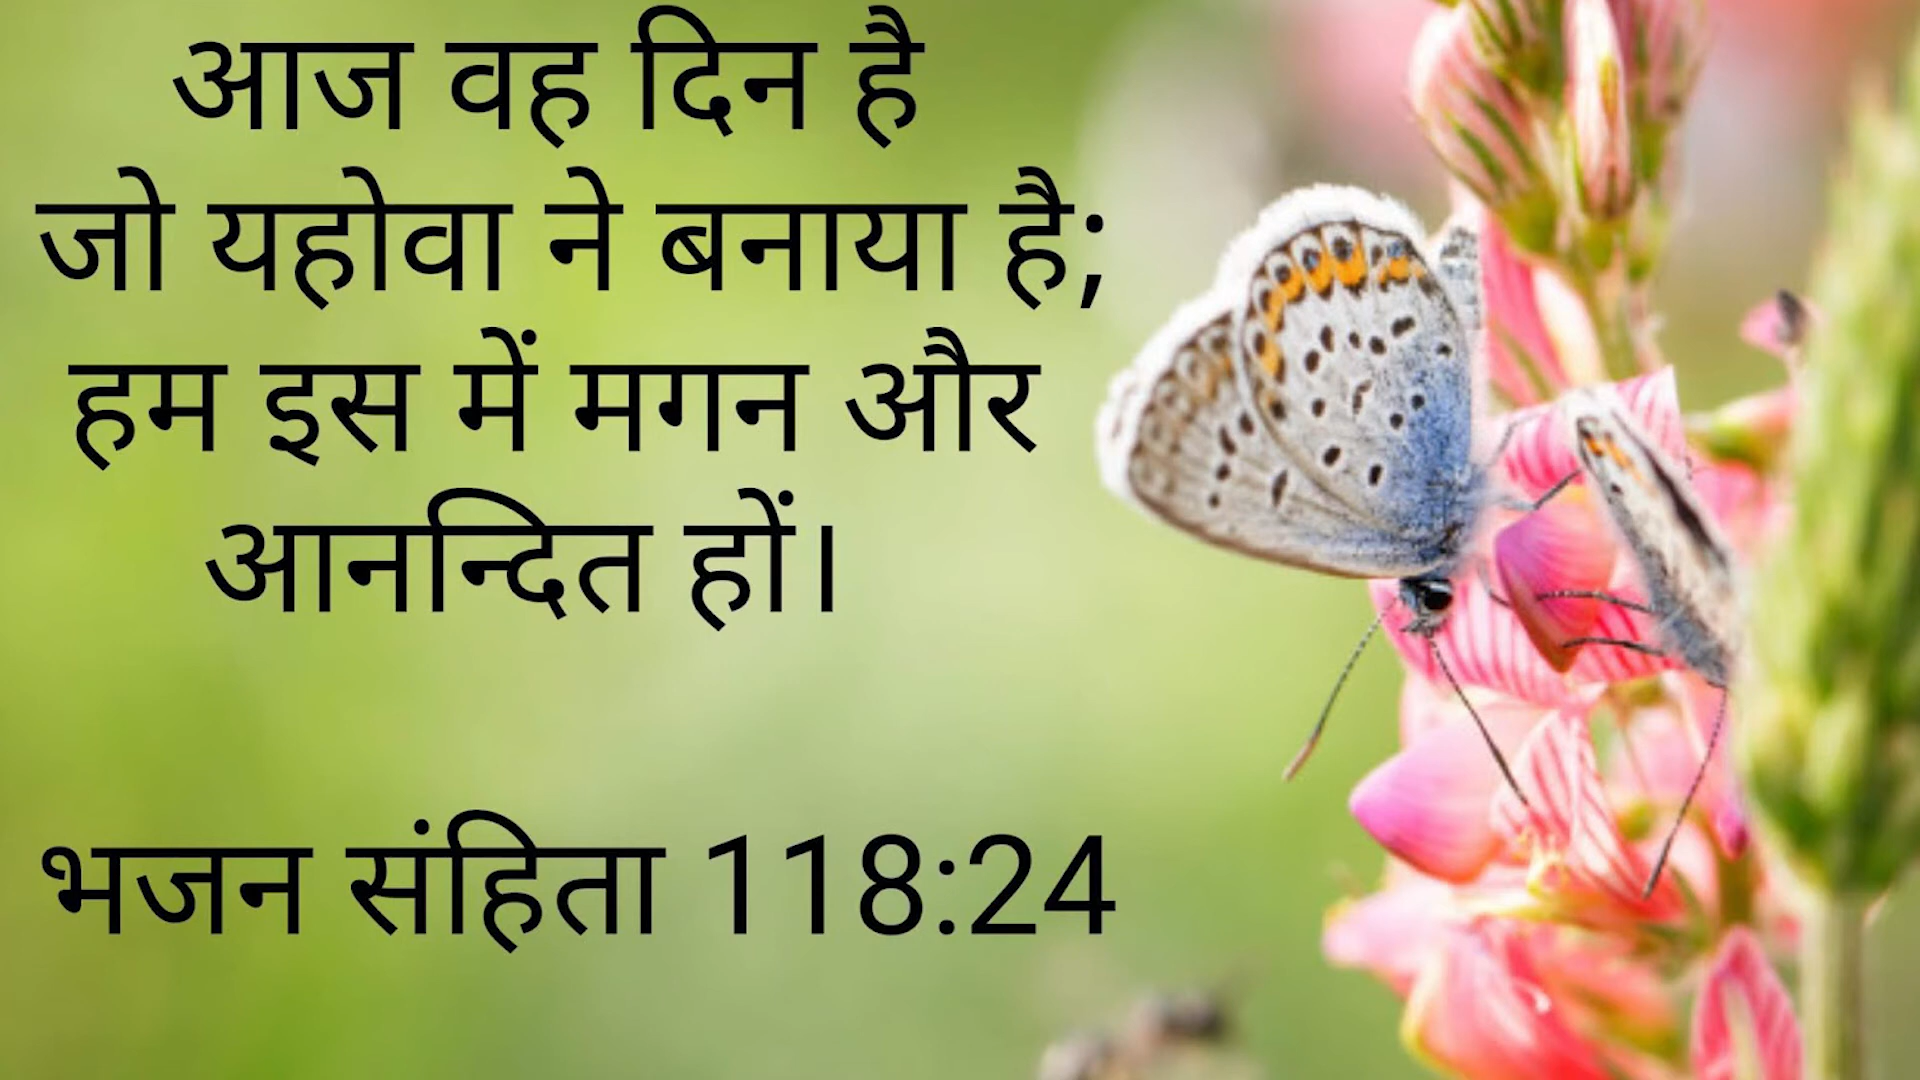 आज वह दिन है
जो यहोवा ने बनाया है;
हम इस में मगन और
आनन्दित हों।
भजन संहिता 118:24